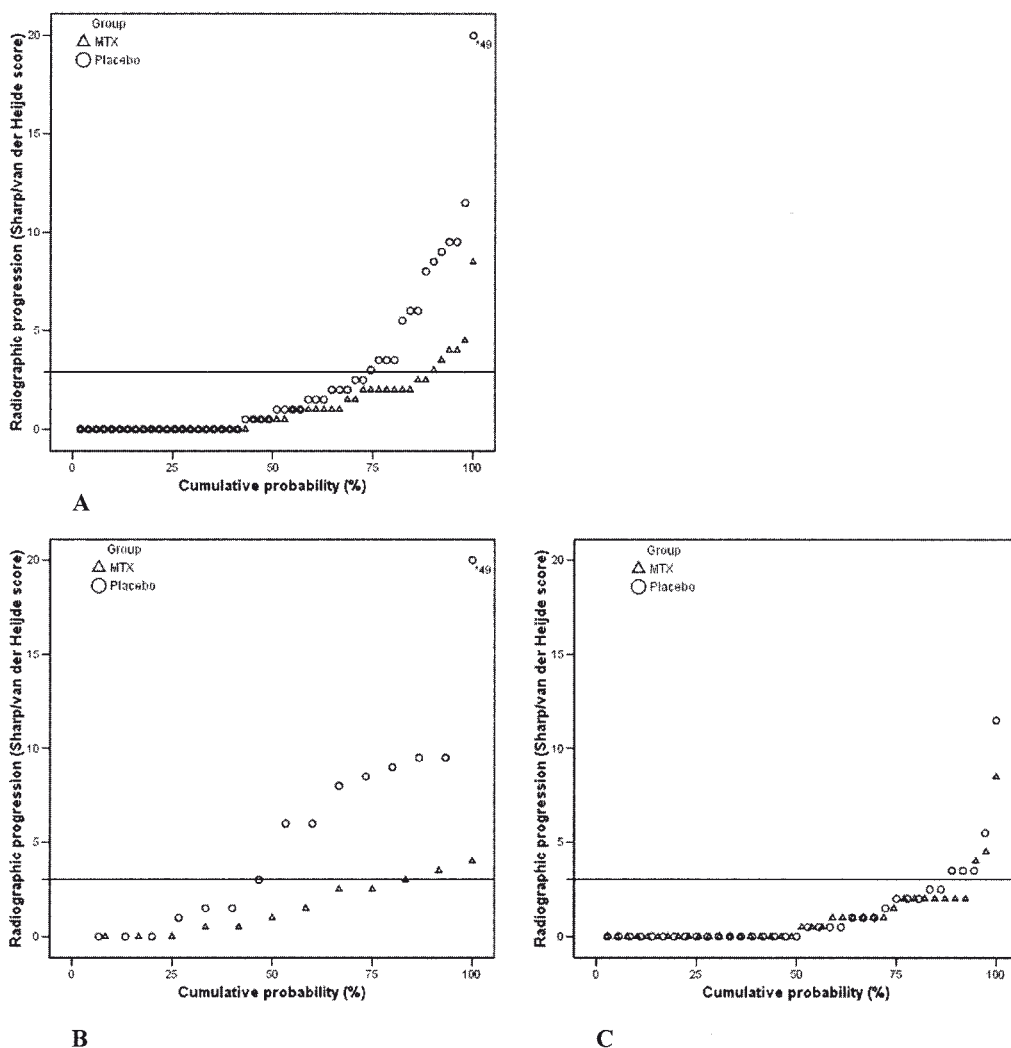 Group
MTX
Placebo
*49
Radiographic progression (Sharp/van der Heijde score)
20
15
10
5
0
0 25 50 75 100
Cumulative probability (%)
A
Group
MTX
Placebo
*49
Radiographic progression (Sharp/van der Heijde score)
20
15
10
5
0
0 25 50 75 100
Cumulative probability (%)
B
Group
MTX
Placebo
Radiographic progression (Sharp/van der Heijde score)
20
15
10
5
0
0 25 50 75 100
Cumulative probability (%)
C